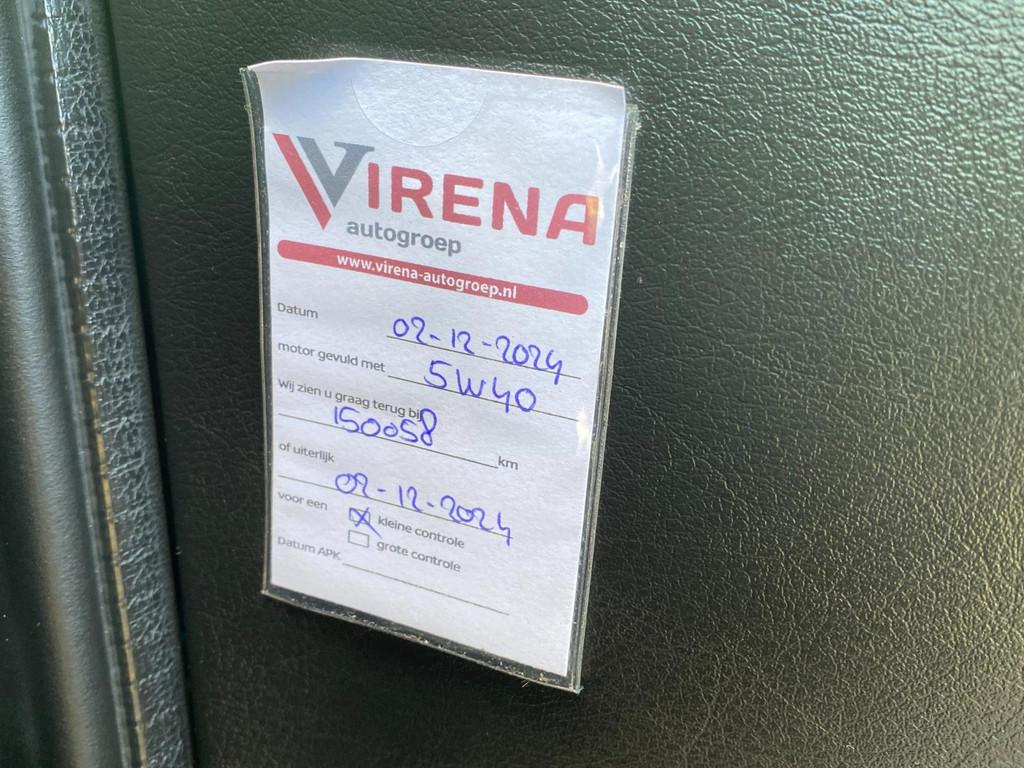 VIRENA
autogroep
www.virena-autogroep.nl
Datum 02-12-2024
motor gevuld met 5W40
Wij zien u graag terug bij
150058 km
of uiterlijk
02-12-2024
voor een kleine controle
grote controle
Datum APK